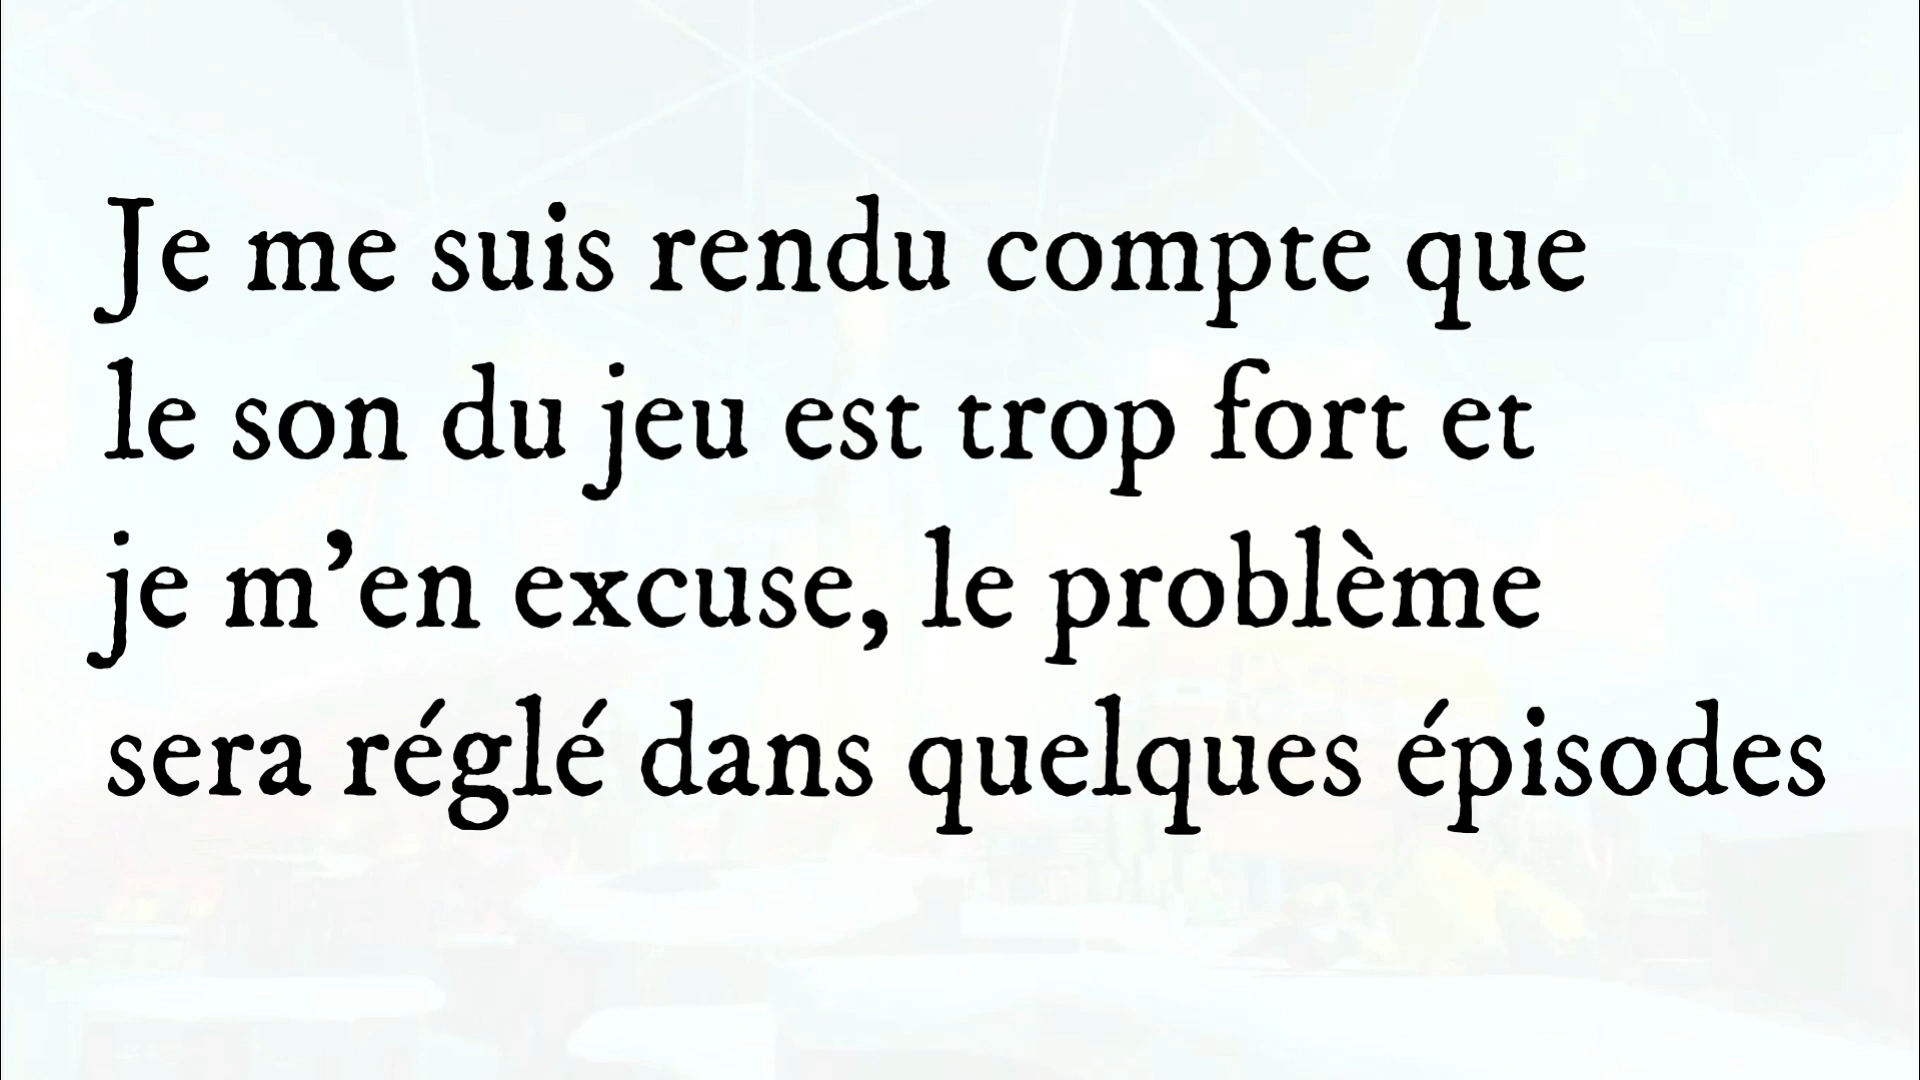 Je me suis rendu compte que
le son du jeu est trop fort et
je m’en excuse, le problème
sera réglé dans quelques épisodes